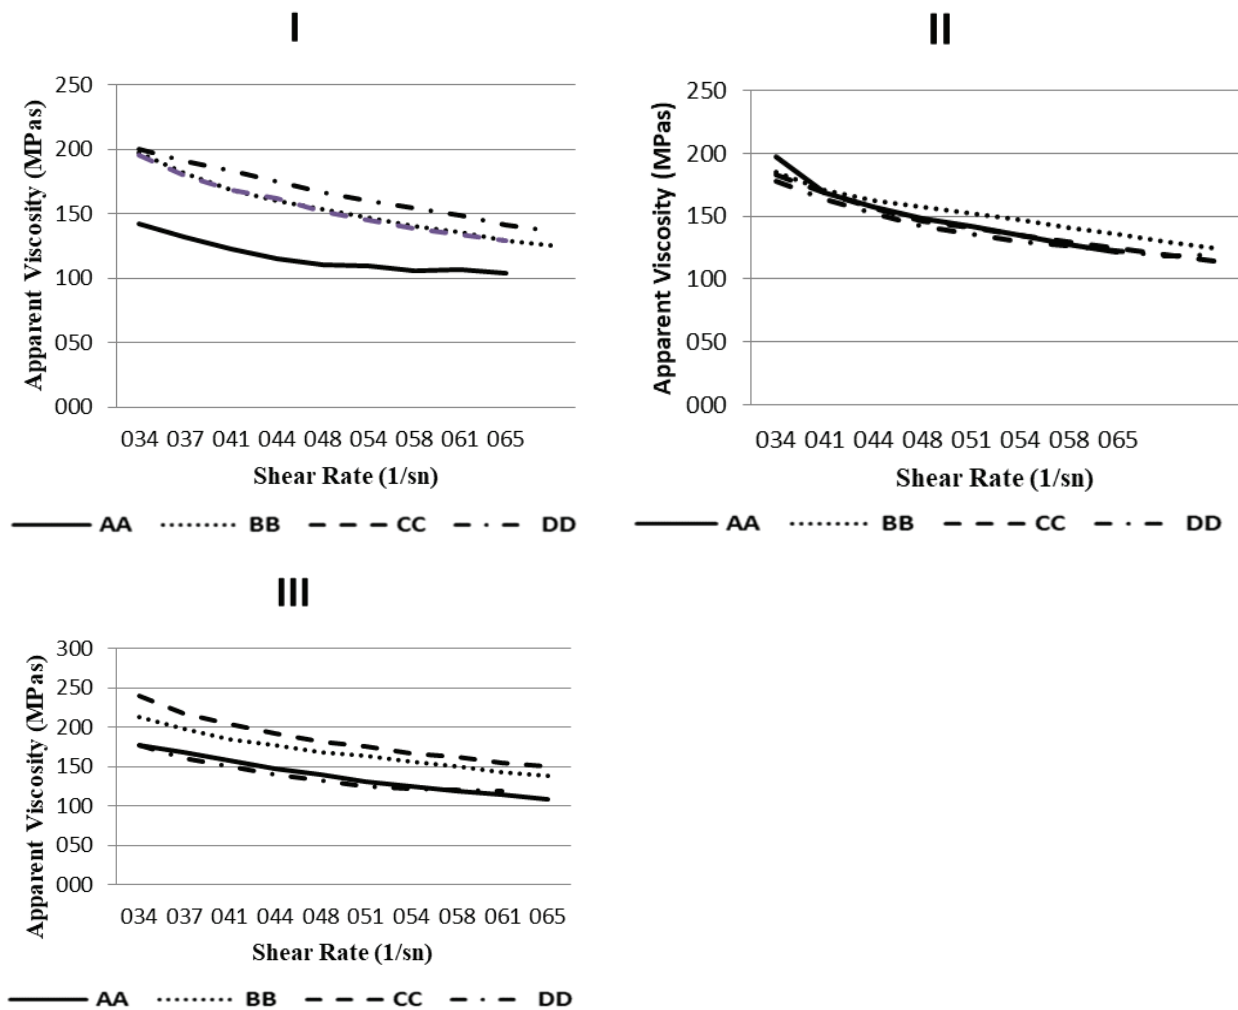 I
Apparent Viscosity (MPas)
250
200
150
100
050
000
034 037 041 044 048 054 058 061 065
Shear Rate (1/sn)
AA BB CC DD
II
Apparent Viscosity (MPas)
250
200
150
100
050
000
034 041 044 048 051 054 058 065
Shear Rate (1/sn)
AA BB CC DD
III
Apparent Viscosity (MPas)
300
250
200
150
100
050
000
034 037 041 044 048 051 054 058 061 065
Shear Rate (1/sn)
AA BB CC DD